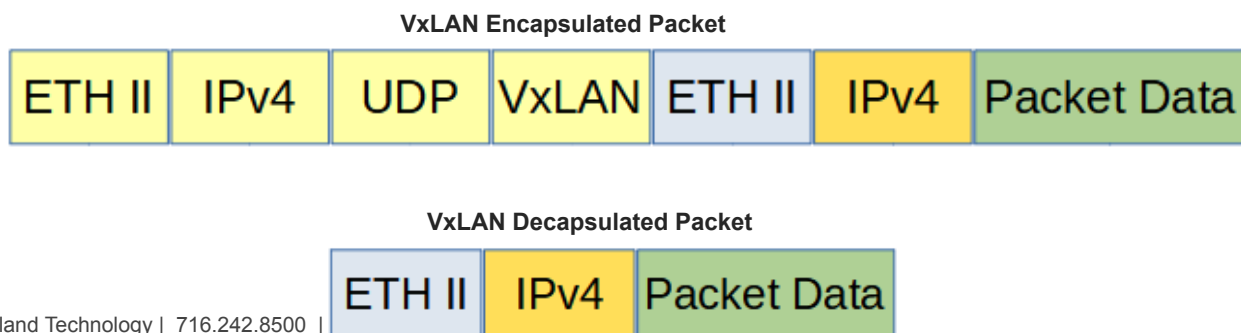 VxLAN Encapsulated Packet
ETH II IPv4 UDP VxLAN ETH II IPv4 Packet Data
VxLAN Decapsulated Packet
ETH II IPv4 Packet Data
Technology | 716.242.8500 |